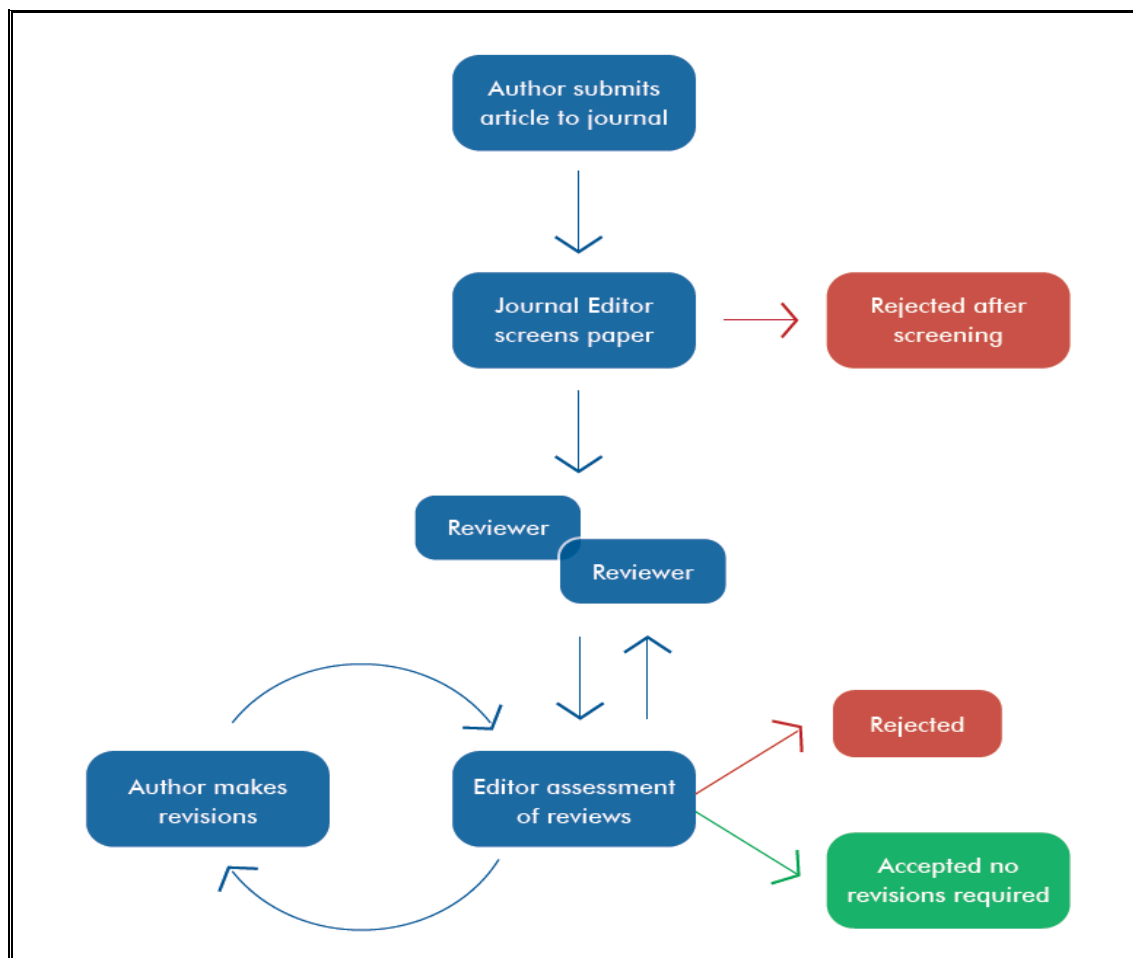 Author submits
article to journal
Journal Editor
screens paper
Rejected after
screening
Reviewer
Reviewer
Rejected
Author makes
revisions
Editor assessment
of reviews
Accepted no
revisions required